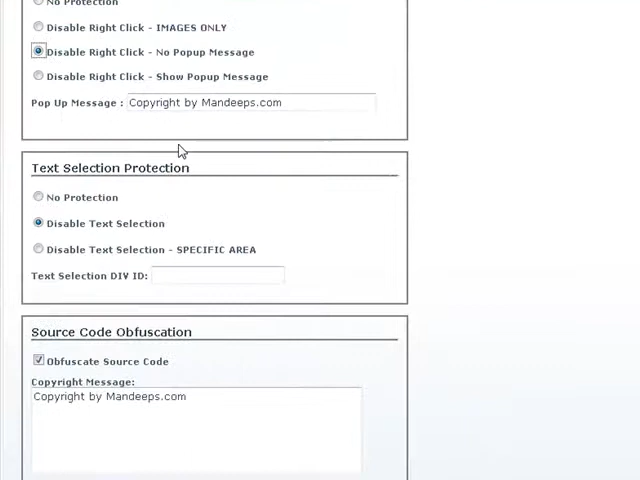 No Protection
Disable Right Click - IMAGES ONLY
Disable Right Click - No Popup Message
Disable Right Click - Show Popup Message
Pop Up Message : Copyright by Mandeeps.com
Text Selection Protection
No Protection
Disable Text Selection
Disable Text Selection - SPECIFIC AREA
Text Selection DIV ID:
Source Code Obfuscation
Obfuscate Source Code
Copyright Message:
Copyright by Mandeeps.com